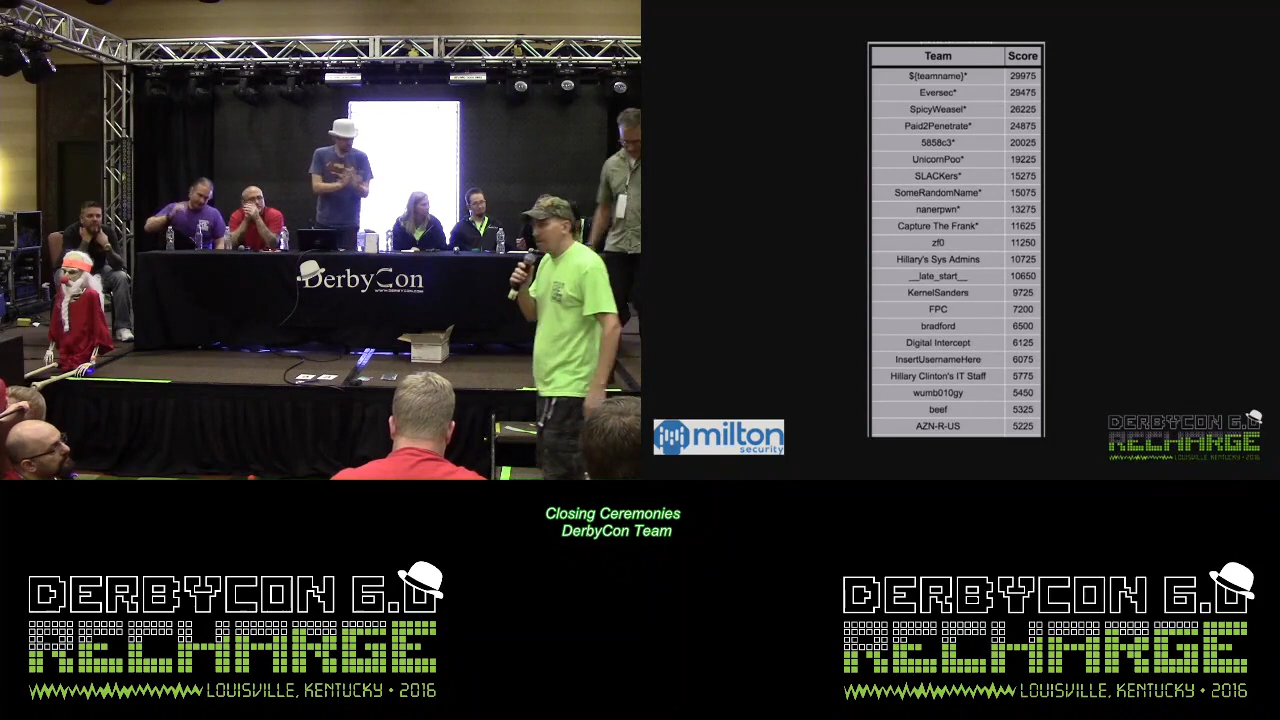 DerbyCon
WWW.DERBYCON.COM
Team Score
${teamname}* 29975
Eversec* 29475
SpicyWeasel* 26225
Paid2Penetrate* 24875
5858c3* 20025
UnicornPoo* 19225
SLACKers* 15275
SomeRandomName* 15075
nanerpwn* 13275
Capture The Frank* 11625
zf0 11250
Hillary's Sys Admins 10725
__late_start__ 10650
KernelSanders 9725
FPC 7200
bradford 6500
Digital Intercept 6125
InsertUsernameHere 6075
Hillary Clinton's IT Staff 5775
wumb010gy 5450
beef 5325
AZN-R-US 5225
milton
security
DERBYCON 6.0
RECHARGE
LOUISVILLE, KENTUCKY • 2016
Closing Ceremonies
DerbyCon Team
DERBYCON 6.0
RECHARGE
LOUISVILLE, KENTUCKY • 2016
DERBYCON 6.0
RECHARGE
LOUISVILLE, KENTUCKY • 2016